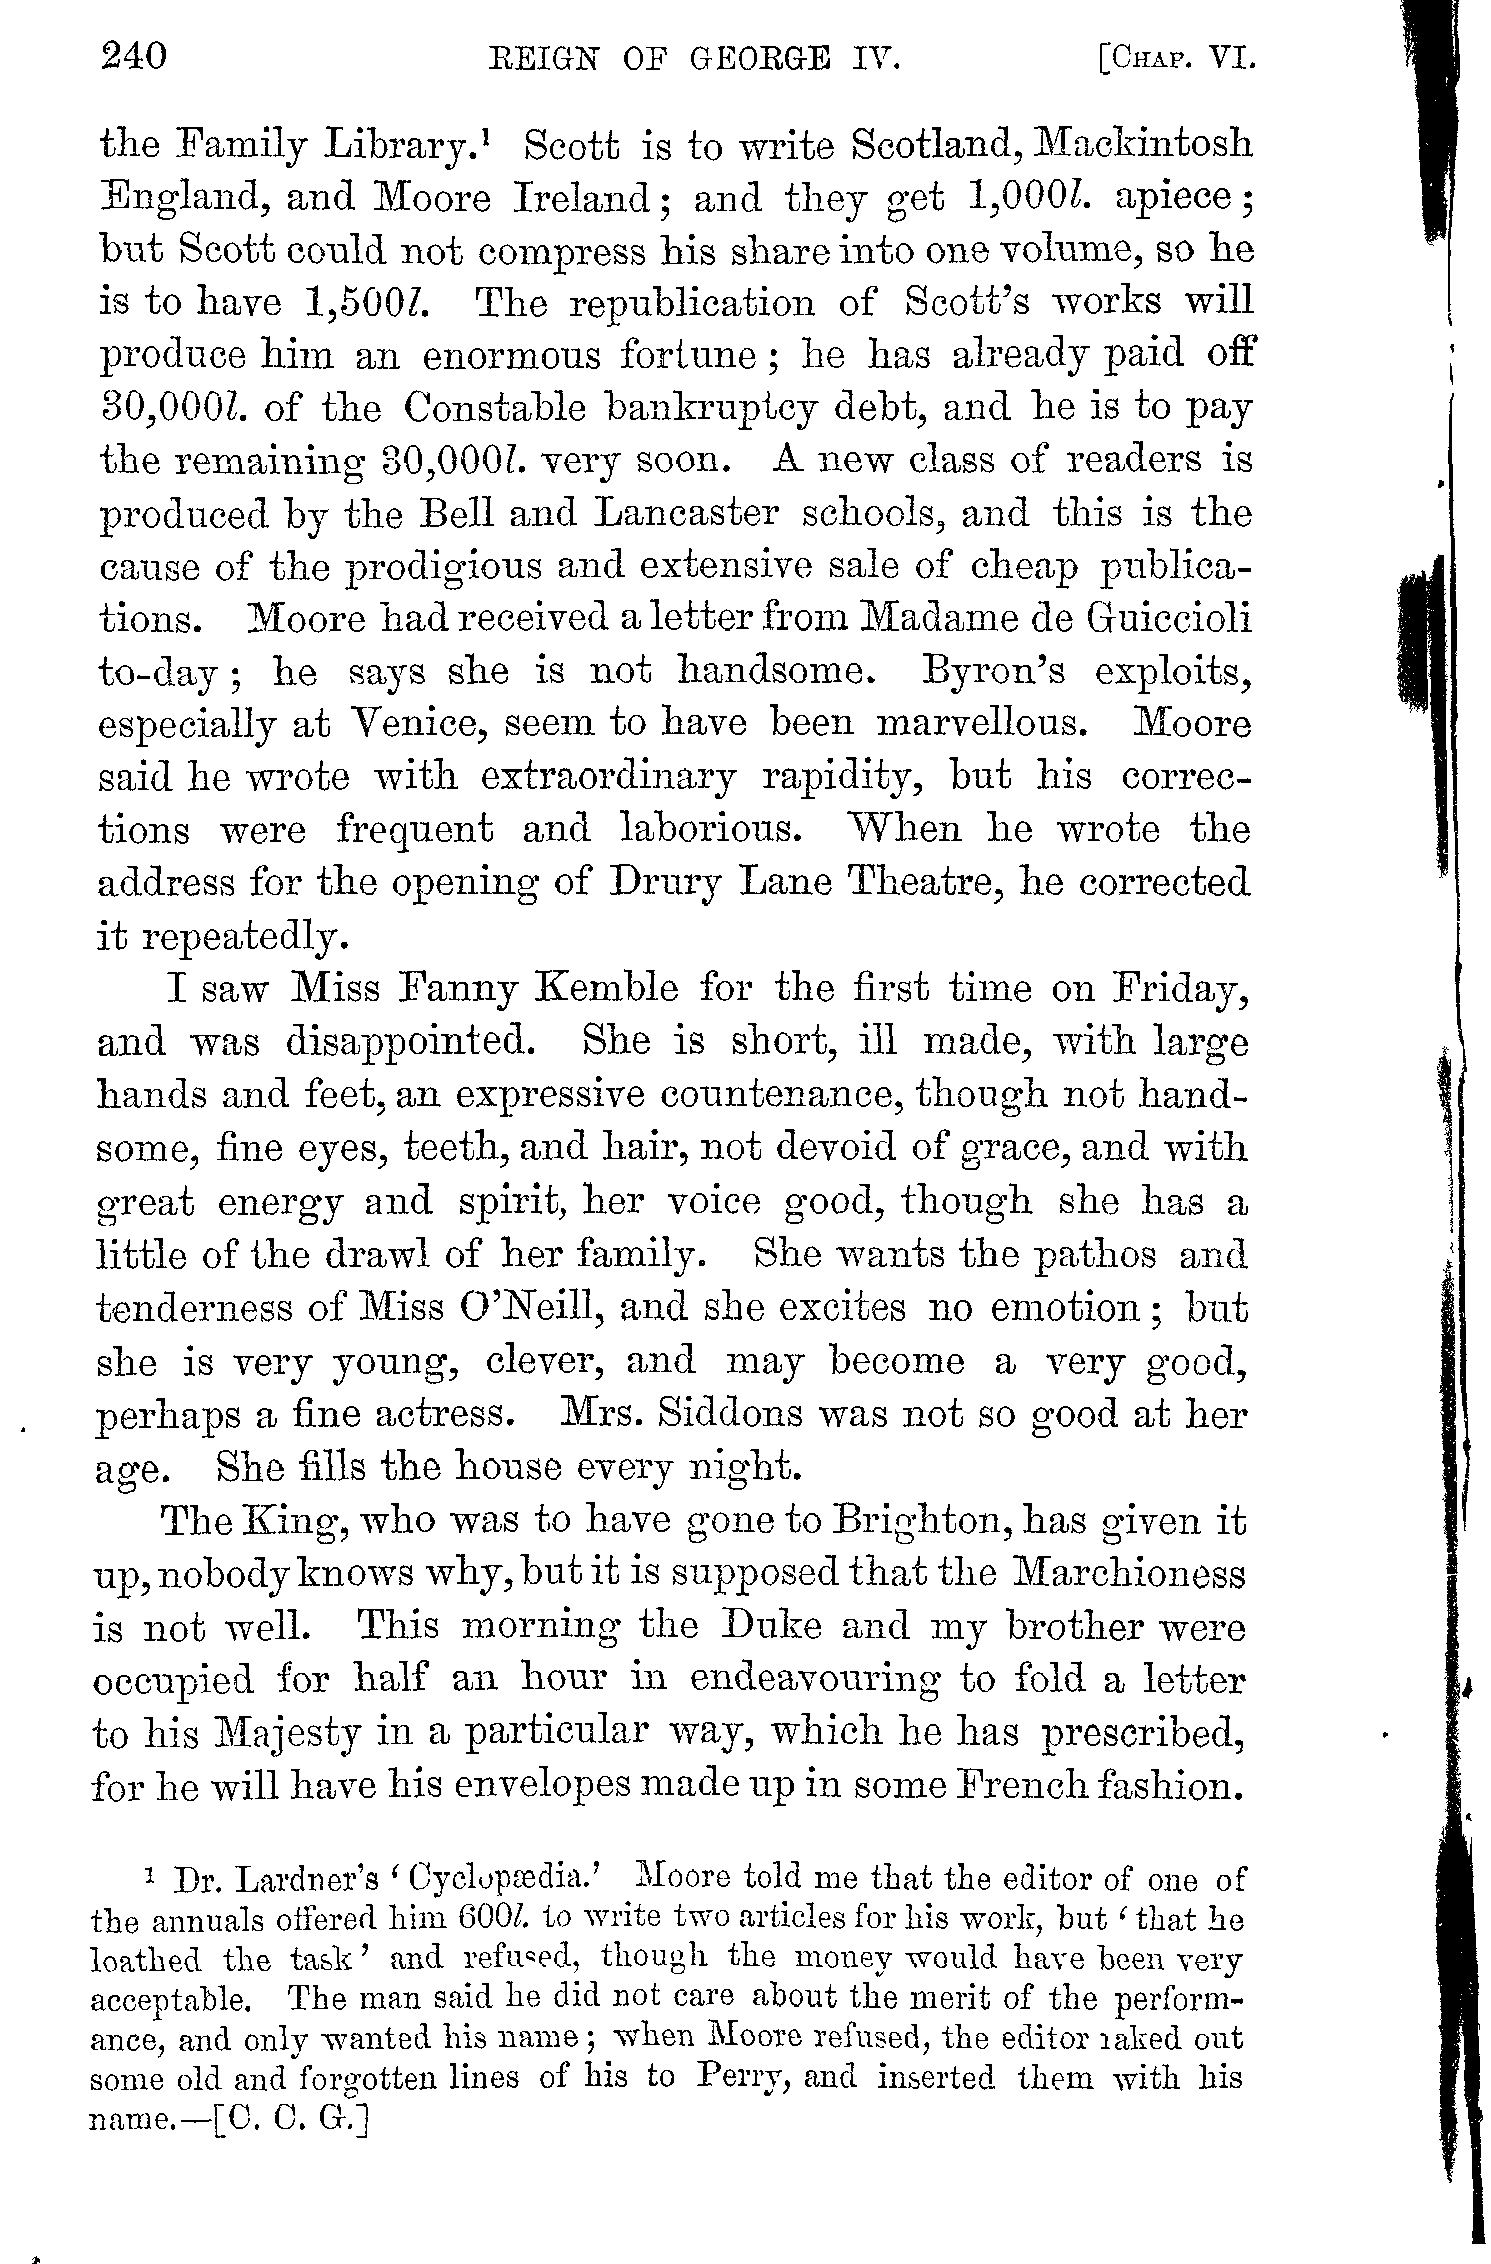 240 REIGN OF GEORGE IV. [CHAP. VI.
the Family Library.¹ Scott is to write Scotland, Mackintosh
England, and Moore Ireland; and they get 1,000l. apiece;
but Scott could not compress his share into one volume, so he
is to have 1,500l. The republication of Scott's works will
produce him an enormous fortune; he has already paid off
30,000l. of the Constable bankruptcy debt, and he is to pay
the remaining 30,000l. very soon. A new class of readers is
produced by the Bell and Lancaster schools, and this is the
cause of the prodigious and extensive sale of cheap publica-
tions. Moore had received a letter from Madame de Guiccioli
to-day; he says she is not handsome. Byron's exploits,
especially at Venice, seem to have been marvellous. Moore
said he wrote with extraordinary rapidity, but his correc-
tions were frequent and laborious. When he wrote the
address for the opening of Drury Lane Theatre, he corrected
it repeatedly.
I saw Miss Fanny Kemble for the first time on Friday,
and was disappointed. She is short, ill made, with large
hands and feet, an expressive countenance, though not hand-
some, fine eyes, teeth, and hair, not devoid of grace, and with
great energy and spirit, her voice good, though she has a
little of the drawl of her family. She wants the pathos and
tenderness of Miss O'Neill, and she excites no emotion; but
she is very young, clever, and may become a very good,
perhaps a fine actress. Mrs. Siddons was not so good at her
age. She fills the house every night.
The King, who was to have gone to Brighton, has given it
up, nobody knows why, but it is supposed that the Marchioness
is not well. This morning the Duke and my brother were
occupied for half an hour in endeavouring to fold a letter
to his Majesty in a particular way, which he has prescribed,
for he will have his envelopes made up in some French fashion.
¹ Dr. Lardner's 'Cyclopædia.' Moore told me that the editor of one of
the annuals offered him 600l. to write two articles for his work, but 'that he
loathed the task' and refused, though the money would have been very
acceptable. The man said he did not care about the merit of the perform-
ance, and only wanted his name; when Moore refused, the editor raked out
some old and forgotten lines of his to Perry, and inserted them with his
name.—[C. C. G.]